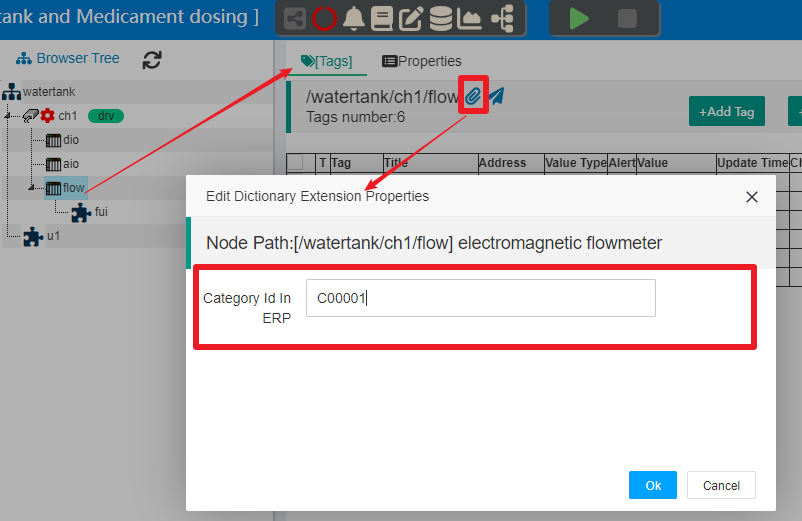 tank and Medicament dosing ]
Browser Tree
watertank
ch1 drv
dio
aio
flow
fui
u1
[Tags] Properties
/watertank/ch1/flow
Tags number:6
+Add Tag
+
T Tag Title Address Value Type Alert Value Update Time Ch
Edit Dictionary Extension Properties
Node Path:[/watertank/ch1/flow] electromagnetic flowmeter
Category Id In
ERP
C00001
Ok Cancel